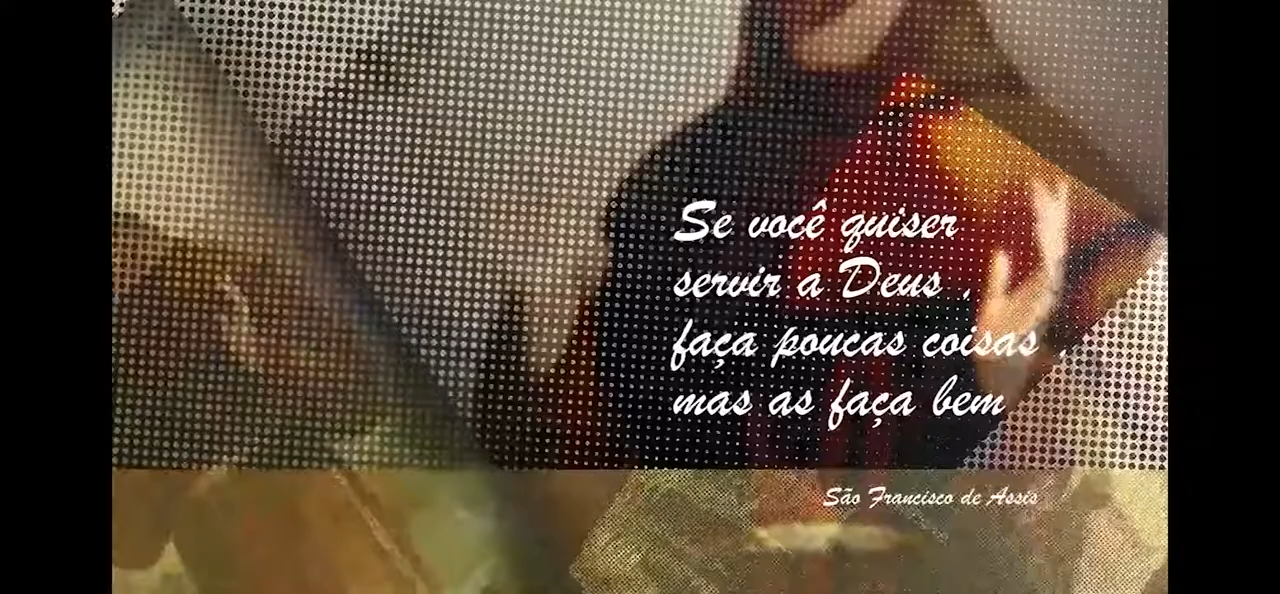 Se você quiser
servir a Deus ,
faça poucas coisas ,
mas as faça bem
São Francisco de Assis